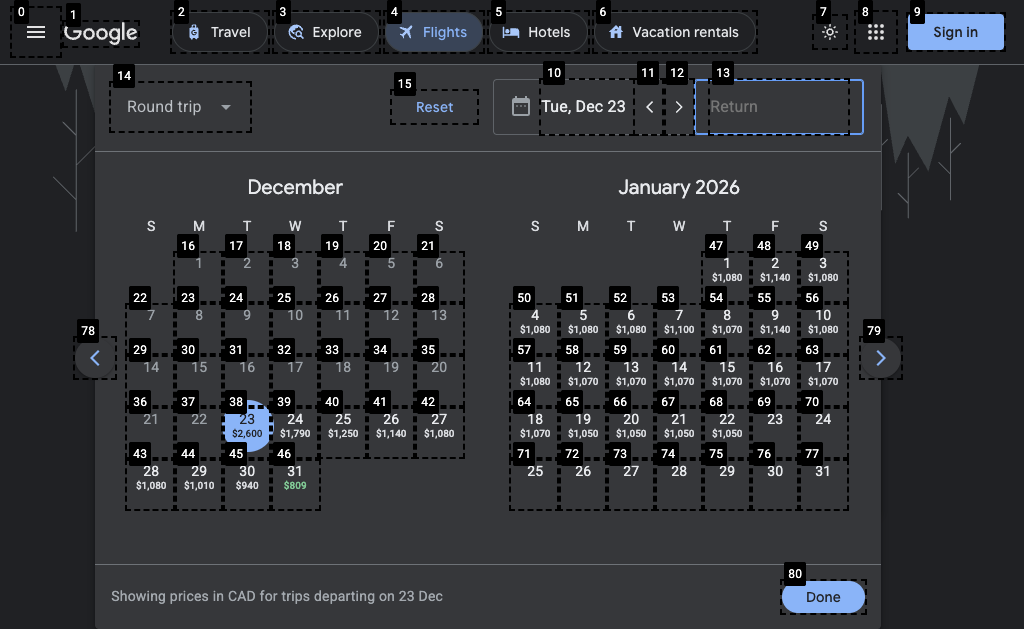 0 1 2 3 4 5 6 7 8 9
Google Travel Explore Flights Hotels Vacation rentals Sign in
14 15 10 11 12 13
Round trip Reset Tue, Dec 23 Return
December January 2026
S M T W T F S S M T W T F S
16 17 18 19 20 21 47 48 49
1 2 3 4 5 6 1 2 3
$1,080 $1,140 $1,080
22 23 24 25 26 27 28 50 51 52 53 54 55 56
7 8 9 10 11 12 13 4 5 6 7 8 9 10
$1,080 $1,080 $1,080 $1,100 $1,070 $1,140 $1,080
78 79
29 30 31 32 33 34 35 57 58 59 60 61 62 63
14 15 16 17 18 19 20 11 12 13 14 15 16 17
$1,080 $1,070 $1,070 $1,070 $1,070 $1,070 $1,070
36 37 38 39 40 41 42 64 65 66 67 68 69 70
21 22 23 24 25 26 27 18 19 20 21 22 23 24
$2,600 $1,790 $1,250 $1,140 $1,080 $1,070 $1,050 $1,050 $1,050 $1,050
43 44 45 46 71 72 73 74 75 76 77
28 29 30 31 25 26 27 28 29 30 31
$1,080 $1,010 $940 $809
80
Showing prices in CAD for trips departing on 23 Dec Done